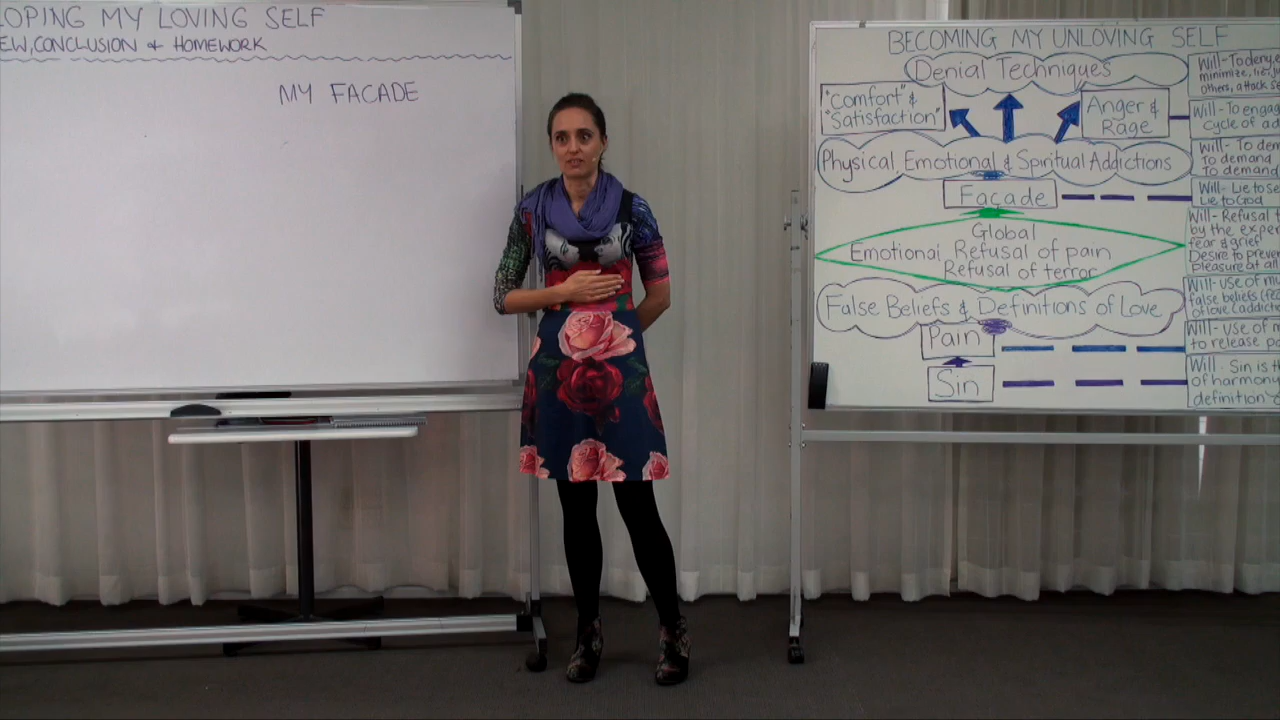 LOPING MY LOVING SELF
EW, CONCLUSION & HOMEWORK
MY FACADE
BECOMING MY UNLOVING SELF
Denial Techniques
"Comfort" &
"Satisfaction"
Anger &
Rage
Physical, Emotional & Spiritual Addictions
Façade
Global
Emotional Refusal of pain
Refusal of terror
False Beliefs & Definitions of Love
Pain
Sin
Will - To deny, e
minimize, lie, j
others, attack se
Will - To engag
cycle of ad
Will - To dem
To demand
To demand
Will - Lie to se
Lie to God
Will - Refusal t
by the exper
fear & grief
Desire to preve
pleasure at all
Will - Use of m
false beliefs (fe
of love (addict
Will - use of m
to release pa
Will - Sin is th
of harmon
definition